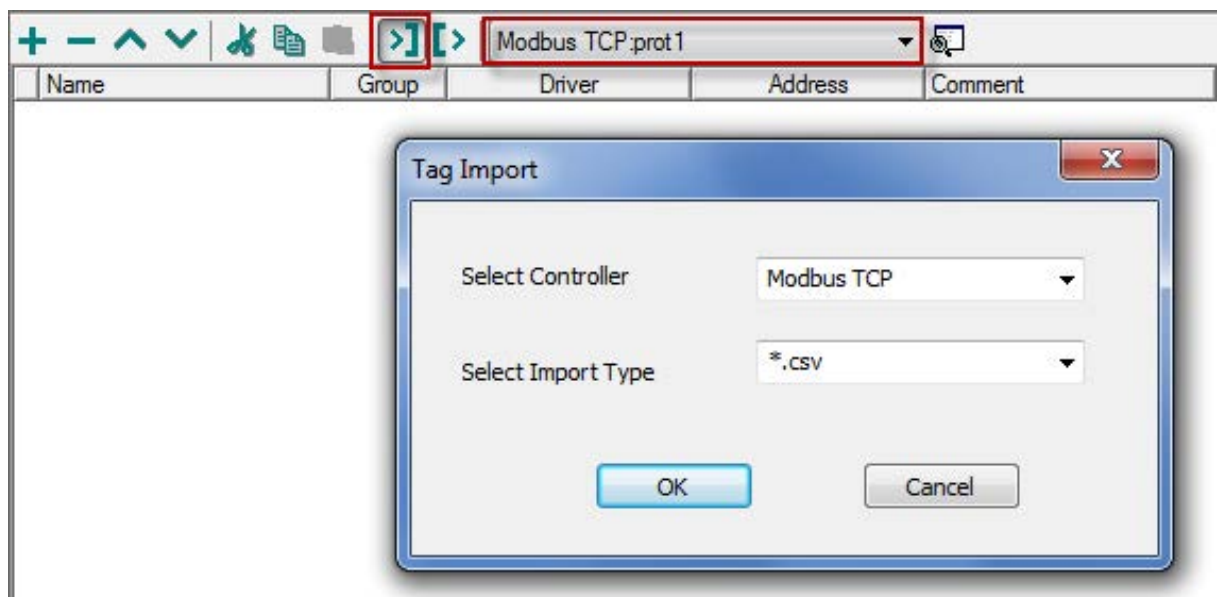 Modbus TCP:prot1
Name Group Driver Address Comment
Tag Import
Select Controller Modbus TCP
Select Import Type *.csv
OK Cancel